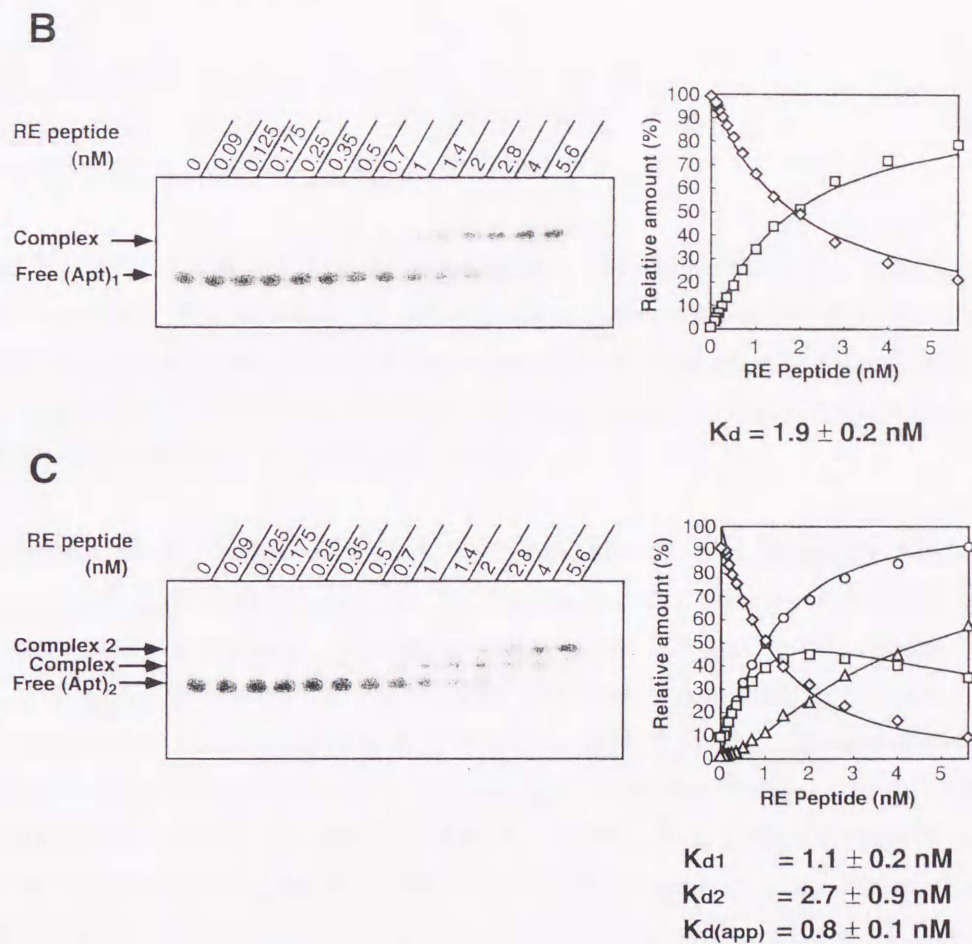 B
RE peptide
(nM)
0 0.09 0.125 0.175 0.25 0.35 0.5 0.7 1 1.4 2 2.8 4 5.6
Complex
Free (Apt)1
Relative amount (%)
100
90
80
70
60
50
40
30
20
10
0
0 1 2 3 4 5
RE Peptide (nM)
Kd = 1.9 ± 0.2 nM
C
RE peptide
(nM)
0 0.09 0.125 0.175 0.25 0.35 0.5 0.7 1 1.4 2 2.8 4 5.6
Complex 2
Complex
Free (Apt)2
Relative amount (%)
100
90
80
70
60
50
40
30
20
10
0
0 1 2 3 4 5
RE Peptide (nM)
Kd1 = 1.1 ± 0.2 nM
Kd2 = 2.7 ± 0.9 nM
Kd(app) = 0.8 ± 0.1 nM